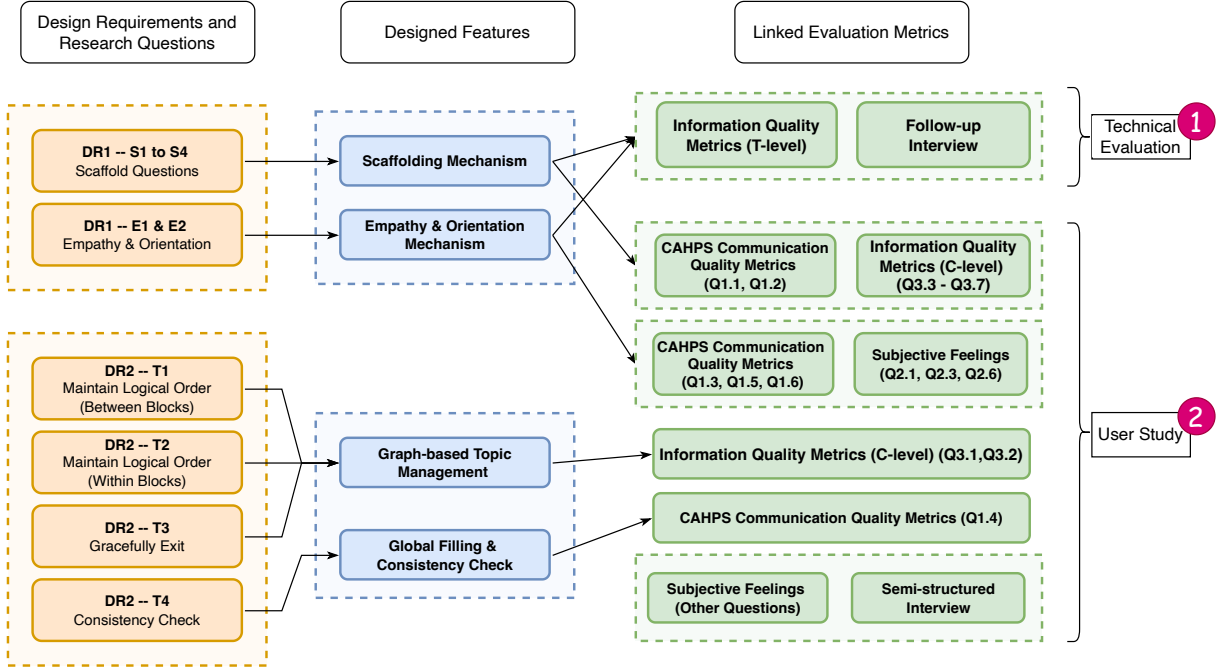 Design Requirements and
Research Questions
Designed Features
Linked Evaluation Metrics
DR1 -- S1 to S4
Scaffold Questions
DR1 -- E1 & E2
Empathy & Orientation
DR2 -- T1
Maintain Logical Order
(Between Blocks)
DR2 -- T2
Maintain Logical Order
(Within Blocks)
DR2 -- T3
Gracefully Exit
DR2 -- T4
Consistency Check
Scaffolding Mechanism
Empathy & Orientation
Mechanism
Graph-based Topic
Management
Global Filling &
Consistency Check
Information Quality
Metrics (T-level)
Follow-up
Interview
CAHPS Communication
Quality Metrics
(Q1.1, Q1.2)
Information Quality
Metrics (C-level)
(Q3.3 - Q3.7)
CAHPS Communication
Quality Metrics
(Q1.3, Q1.5, Q1.6)
Subjective Feelings
(Q2.1, Q2.3, Q2.6)
Information Quality Metrics (C-level) (Q3.1,Q3.2)
CAHPS Communication Quality Metrics (Q1.4)
Subjective Feelings
(Other Questions)
Semi-structured
Interview
Technical
Evaluation
1
User Study
2